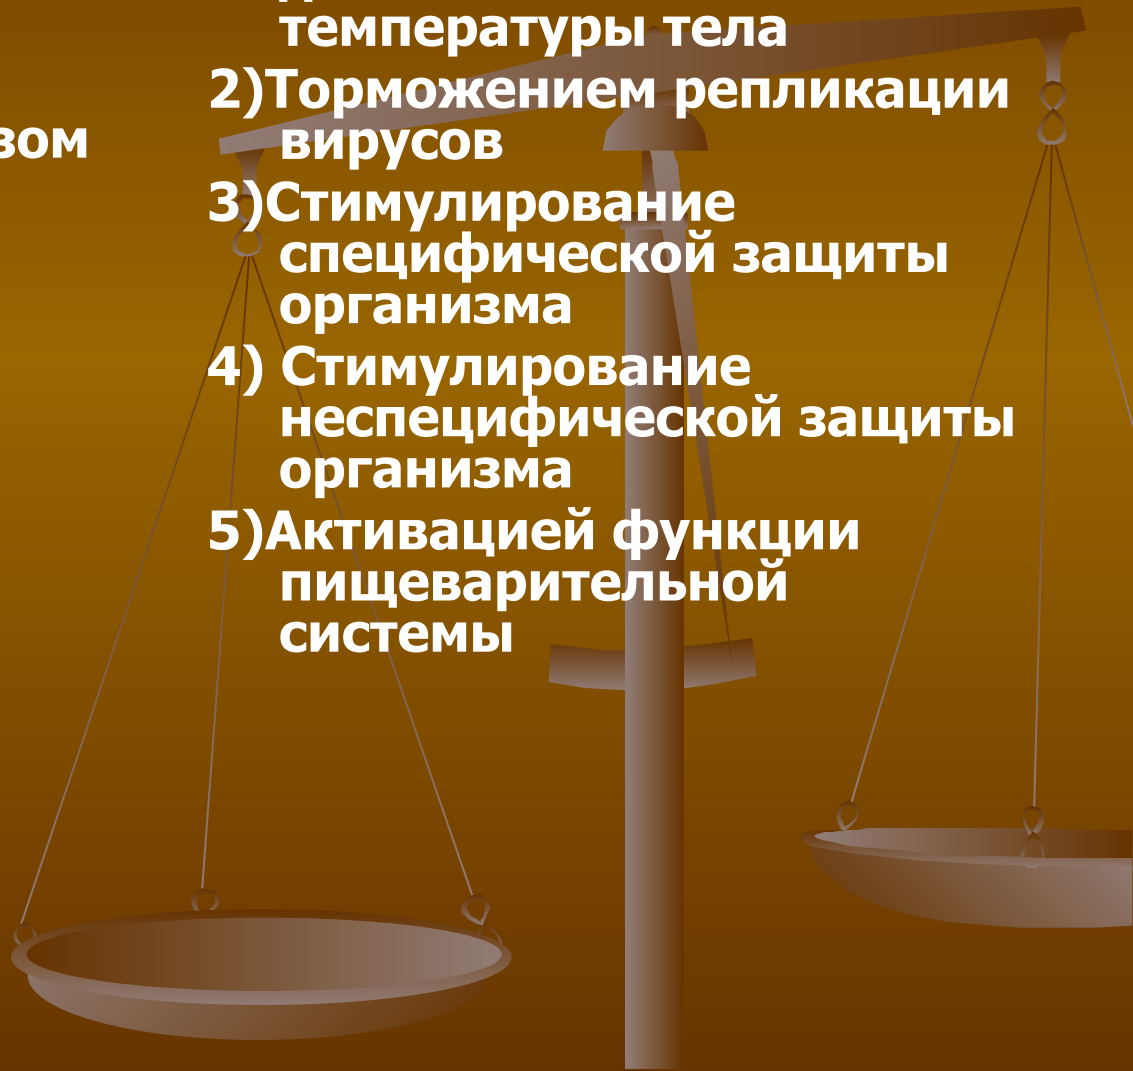 температуры тела
2)Торможением репликации
вирусов
зом
3)Стимулирование
специфической защиты
организма
4) Стимулирование
неспецифической защиты
организма
5)Активацией функции
пищеварительной
системы